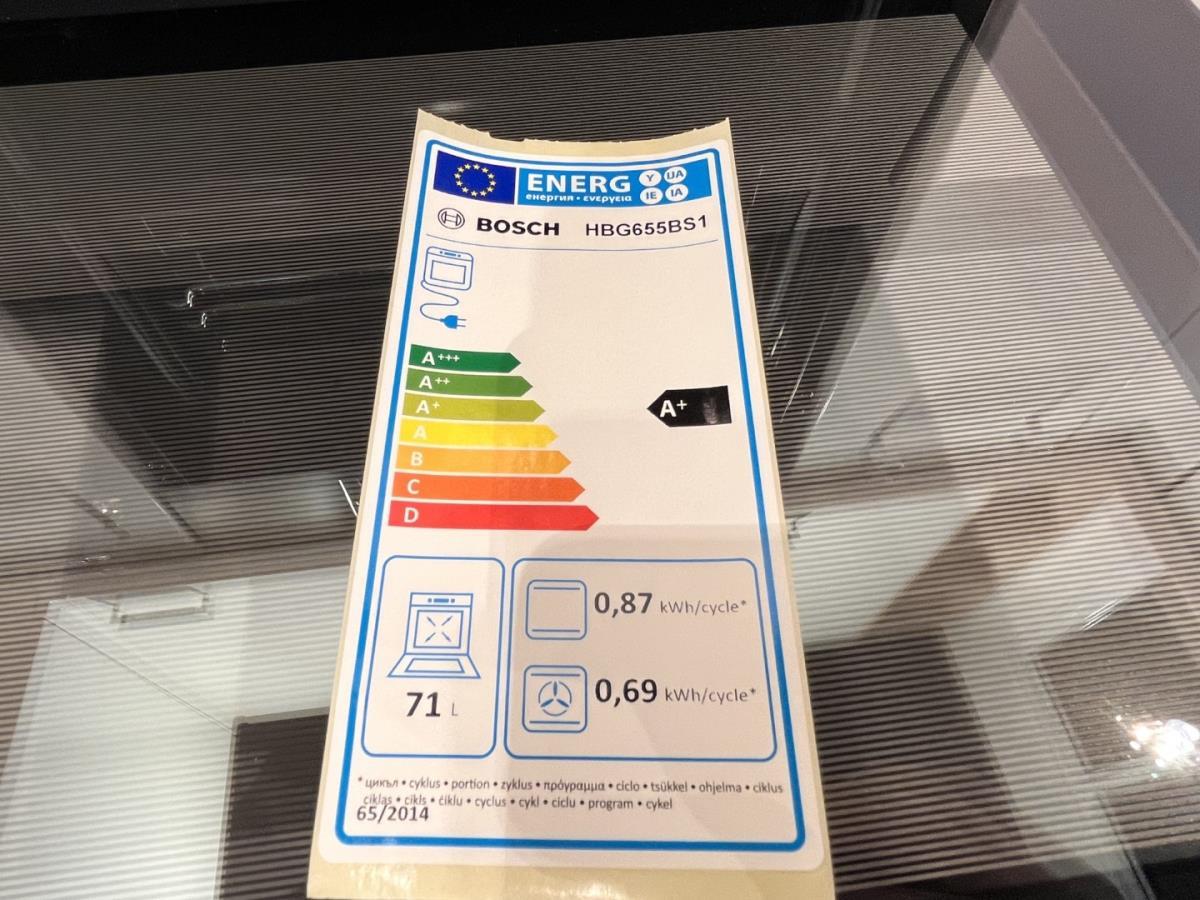 ENERG Y IJA IE IA
енергия • ενεργεια
BOSCH HBG655BS1
A+++
A++
A+
A+
A
B
C
D
0,87 kWh/cycle*
0,69 kWh/cycle*
71 L
* цикъл • cyklus • portion • zyklus • πρόγραμμα • ciclo • tsükkel • ohjelma • ciklus
ciklas • cikls • ċiklu • cyclus • cykl • ciclu • program • cykel
65/2014